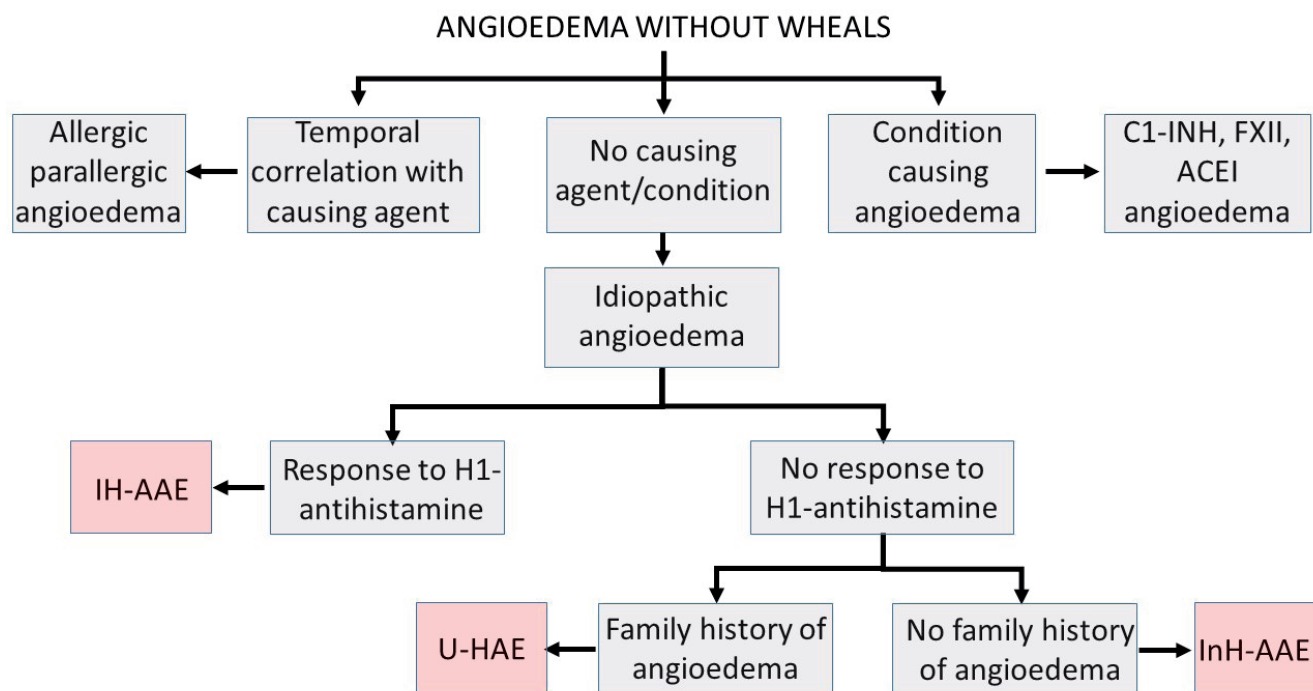 ANGIOEDEMA WITHOUT WHEALS
Allergic
parallergic
angioedema
Temporal
correlation with
causing agent
No causing
agent/condition
Condition
causing
angioedema
C1-INH, FXII,
ACEI
angioedema
Idiopathic
angioedema
IH-AAE
Response to H1-
antihistamine
No response to
H1-antihistamine
U-HAE
Family history of
angioedema
No family history
of angioedema
InH-AAE